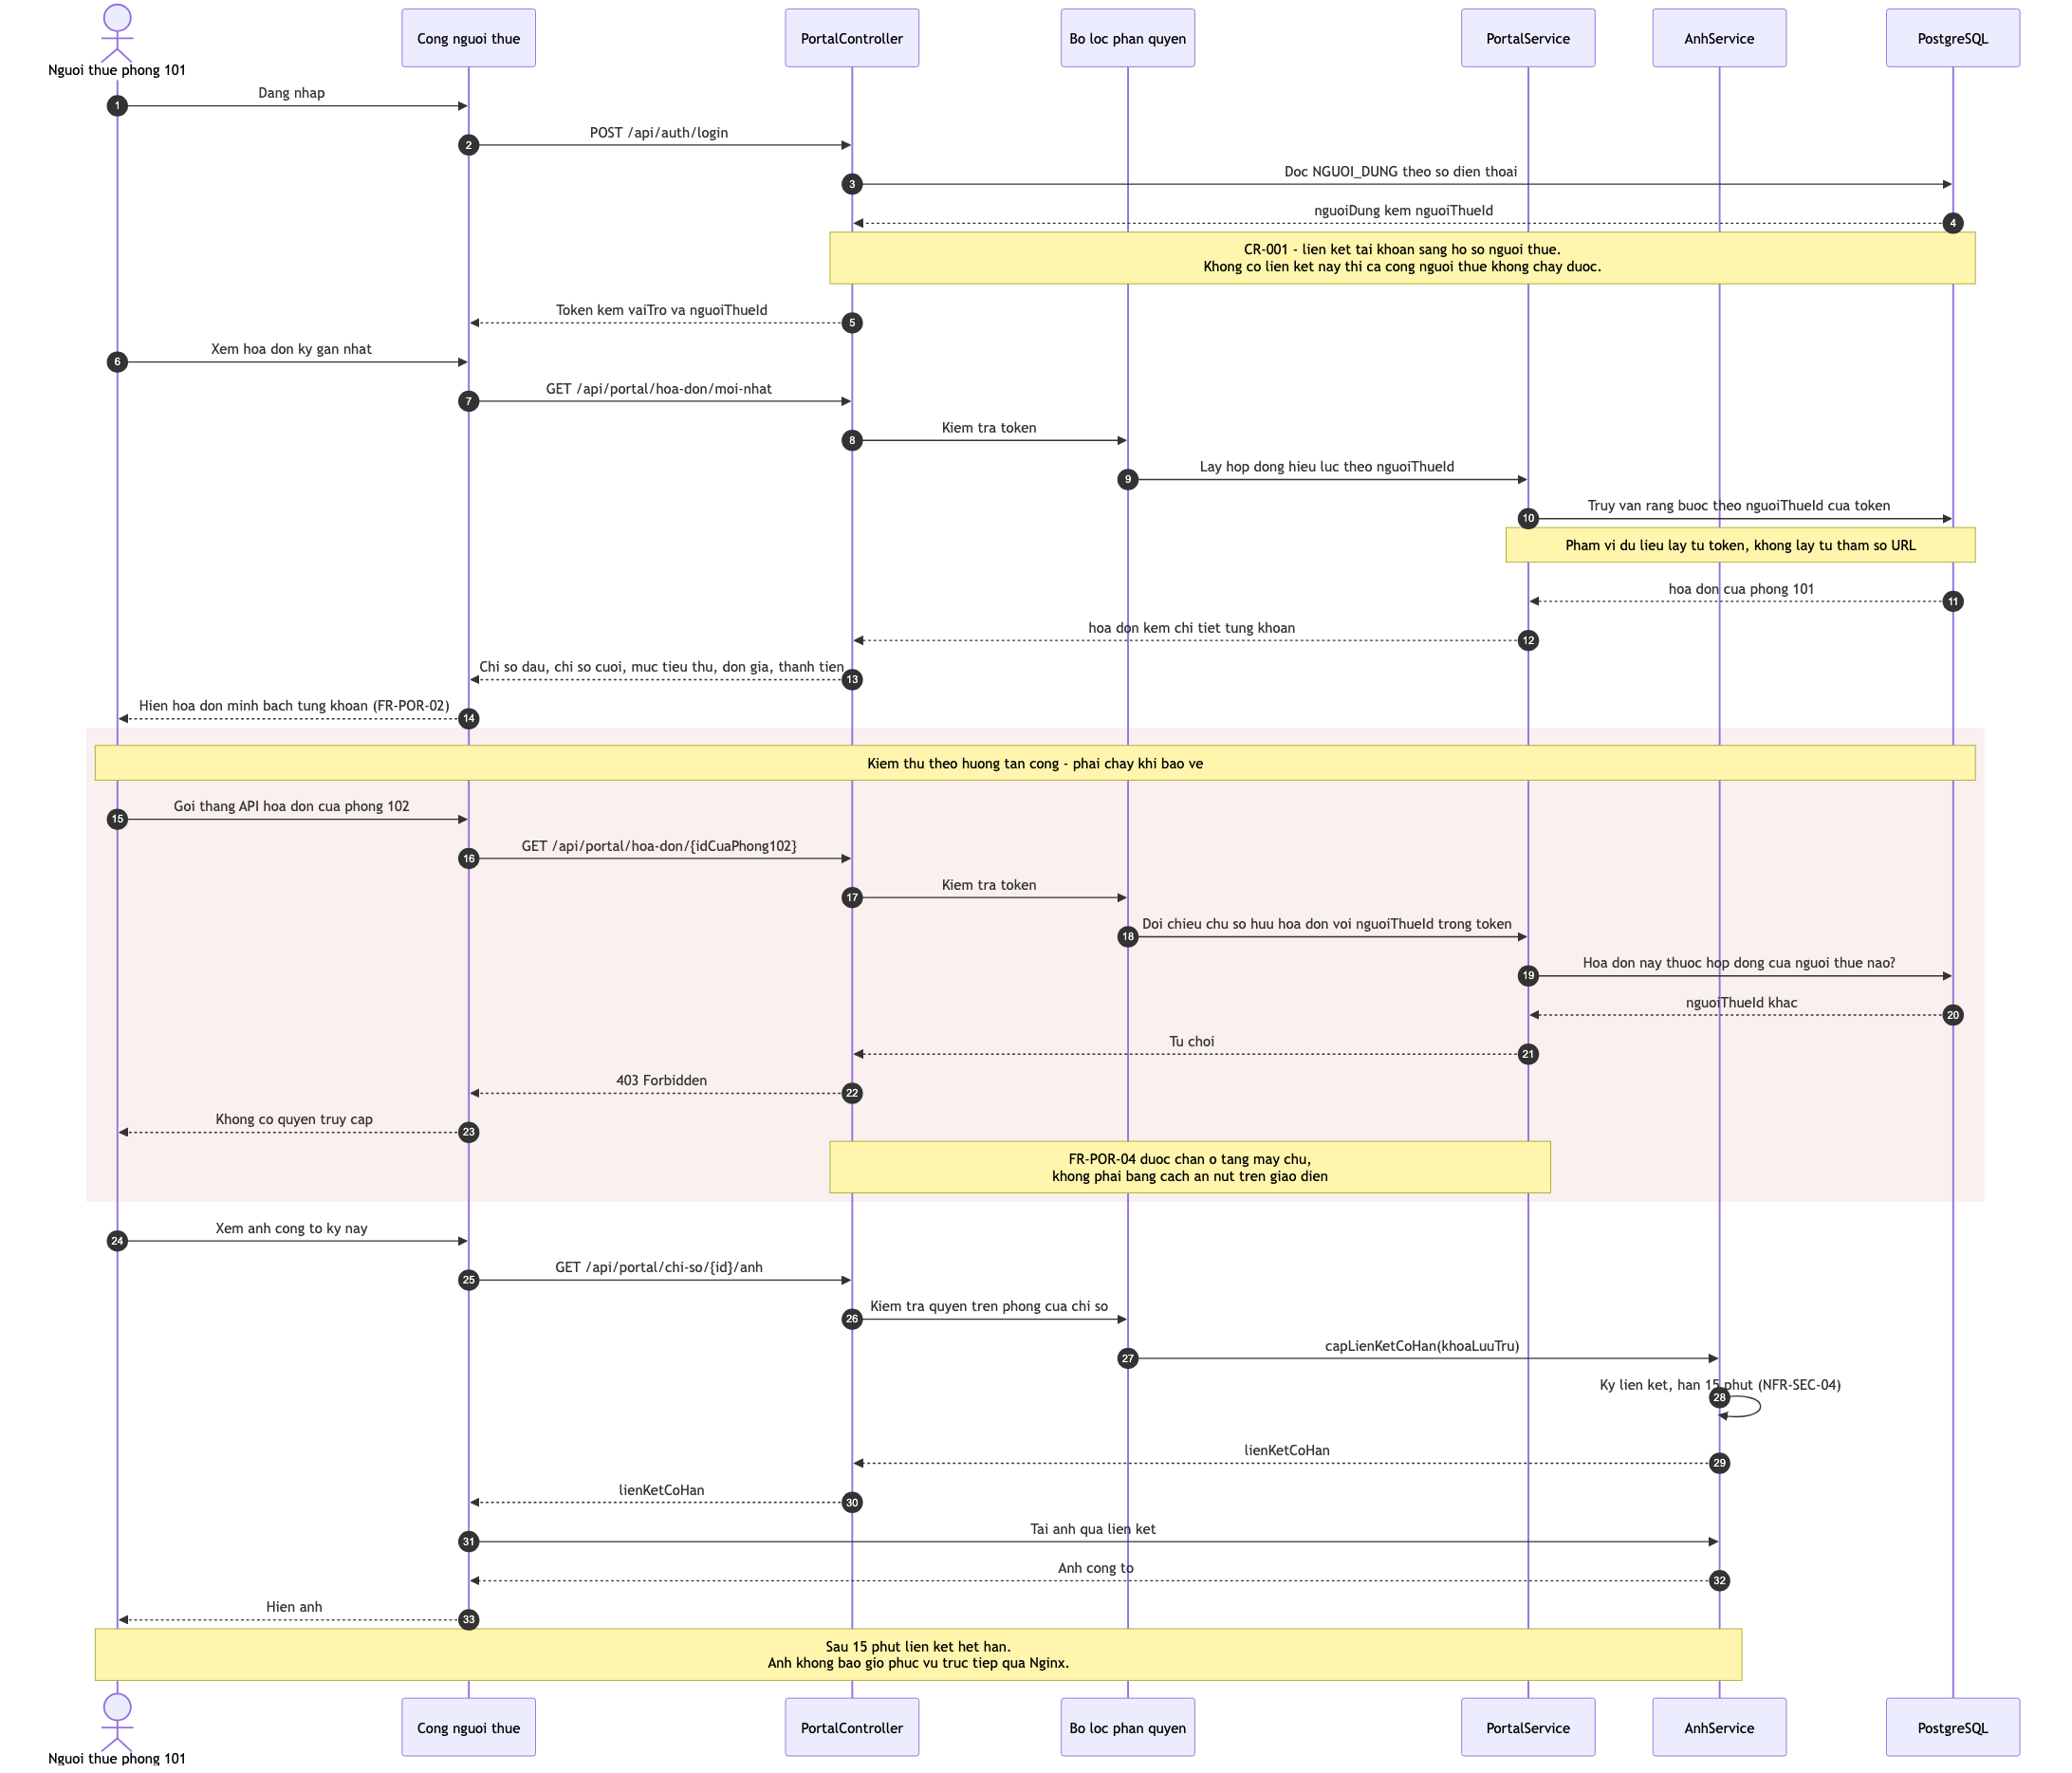 Nguoi thue phong 101
Cong nguoi thue
PortalController
Bo loc phan quyen
PortalService
AnhService
PostgreSQL
1
Dang nhap
2
POST /api/auth/login
3
Doc NGUOI_DUNG theo so dien thoai
4
nguoiDung kem nguoiThueId
CR-001 - lien ket tai khoan sang ho so nguoi thue.
Khong co lien ket nay thi ca cong nguoi thue khong chay duoc.
5
Token kem vaiTro va nguoiThueId
6
Xem hoa don ky gan nhat
7
GET /api/portal/hoa-don/moi-nhat
8
Kiem tra token
9
Lay hop dong hieu luc theo nguoiThueId
10
Truy van rang buoc theo nguoiThueId cua token
Pham vi du lieu lay tu token, khong lay tu tham so URL
11
hoa don cua phong 101
12
hoa don kem chi tiet tung khoan
13
Chi so dau, chi so cuoi, muc tieu thu, don gia, thanh tien
14
Hien hoa don minh bach tung khoan (FR-POR-02)
Kiem thu theo huong tan cong - phai chay khi bao ve
15
Goi thang API hoa don cua phong 102
16
GET /api/portal/hoa-don/{idCuaPhong102}
17
Kiem tra token
18
Doi chieu chu so huu hoa don voi nguoiThueId trong token
19
Hoa don nay thuoc hop dong cua nguoi thue nao?
20
nguoiThueId khac
21
Tu choi
22
403 Forbidden
23
Khong co quyen truy cap
FR-POR-04 duoc chan o tang may chu,
khong phai bang cach an nut tren giao dien
24
Xem anh cong to ky nay
25
GET /api/portal/chi-so/{id}/anh
26
Kiem tra quyen tren phong cua chi so
27
capLienKetCoHan(khoaLuuTru)
28
Ky lien ket, han 15 phut (NFR-SEC-04)
29
lienKetCoHan
30
lienKetCoHan
31
Tai anh qua lien ket
32
Anh cong to
33
Hien anh
Sau 15 phut lien ket het han.
Anh khong bao gio phuc vu truc tiep qua Nginx.
Nguoi thue phong 101
Cong nguoi thue
PortalController
Bo loc phan quyen
PortalService
AnhService
PostgreSQL